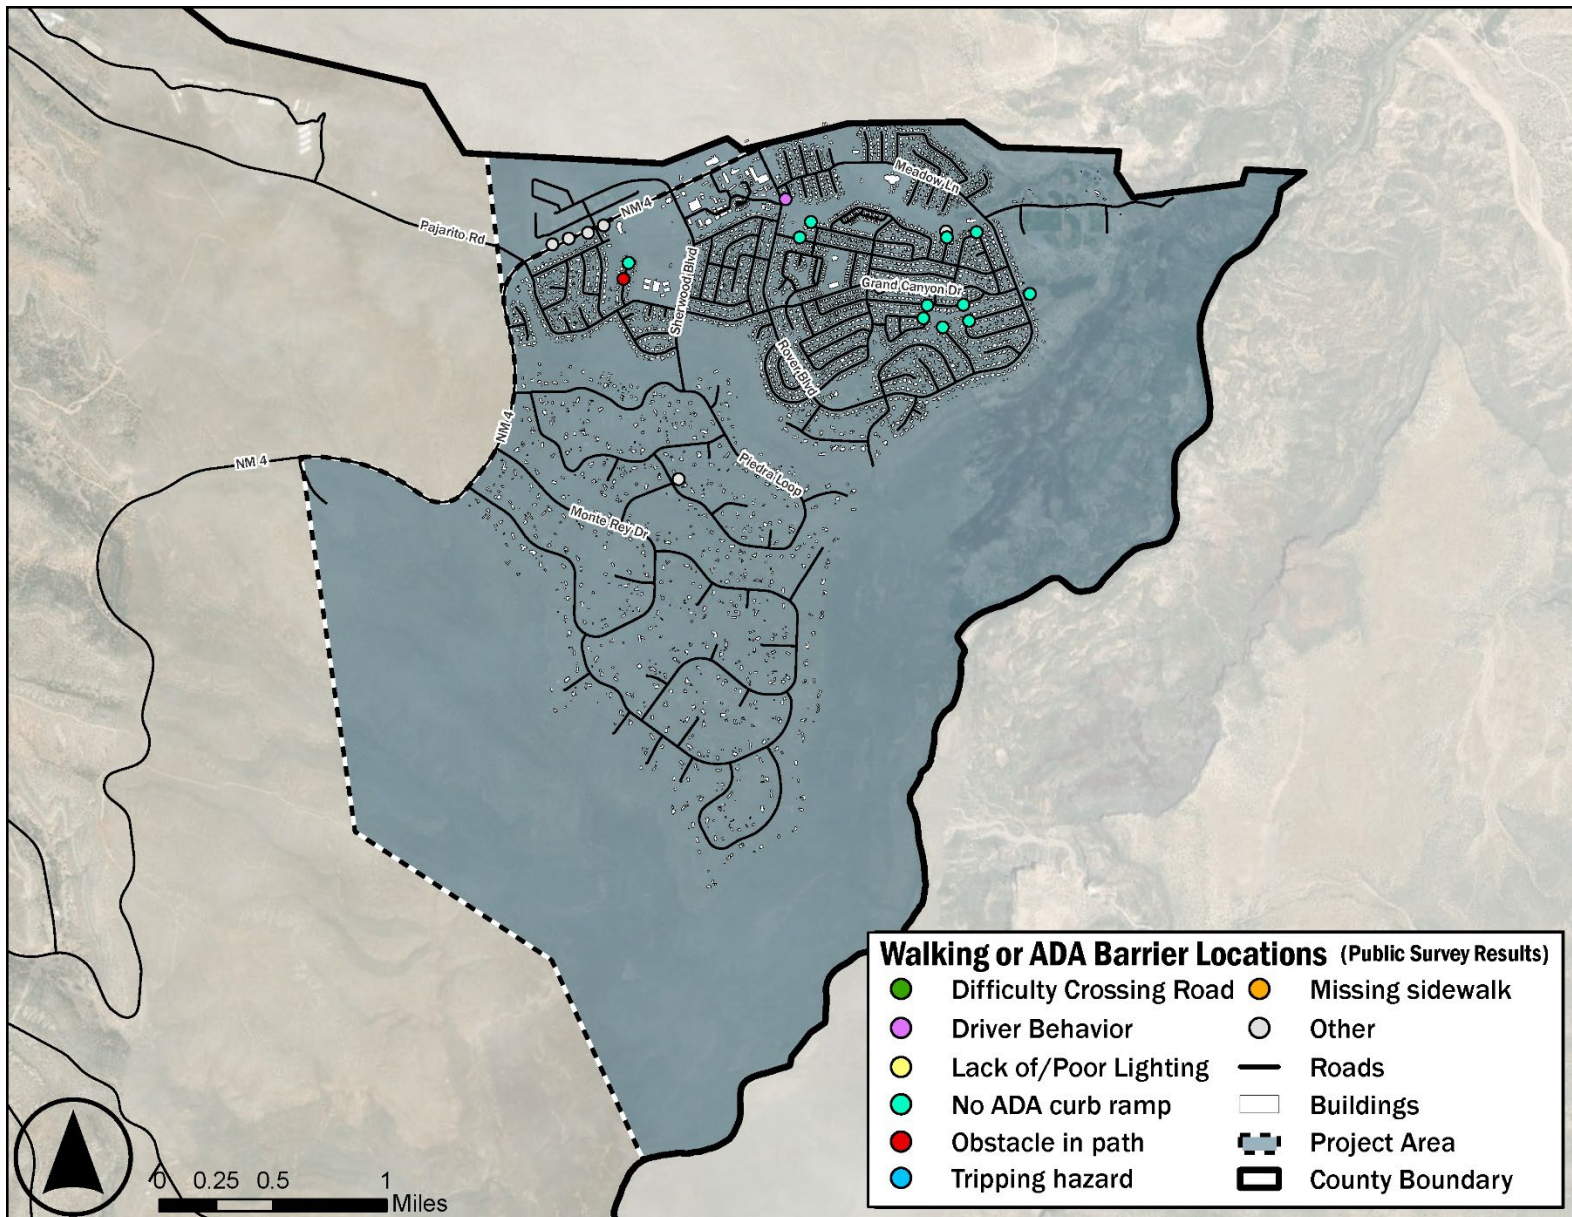 Meadow Ln
NM 4
Pajarito Rd
Sherwood Blvd
Grand Canyon Dr
Rover Blvd
NM 4
NM 4
Piedra Loop
Monte Rey Dr
Walking or ADA Barrier Locations (Public Survey Results)
Difficulty Crossing Road
Missing sidewalk
Driver Behavior
Other
Lack of/Poor Lighting
Roads
No ADA curb ramp
Buildings
Obstacle in path
Project Area
Tripping hazard
County Boundary
0 0.25 0.5 1
Miles